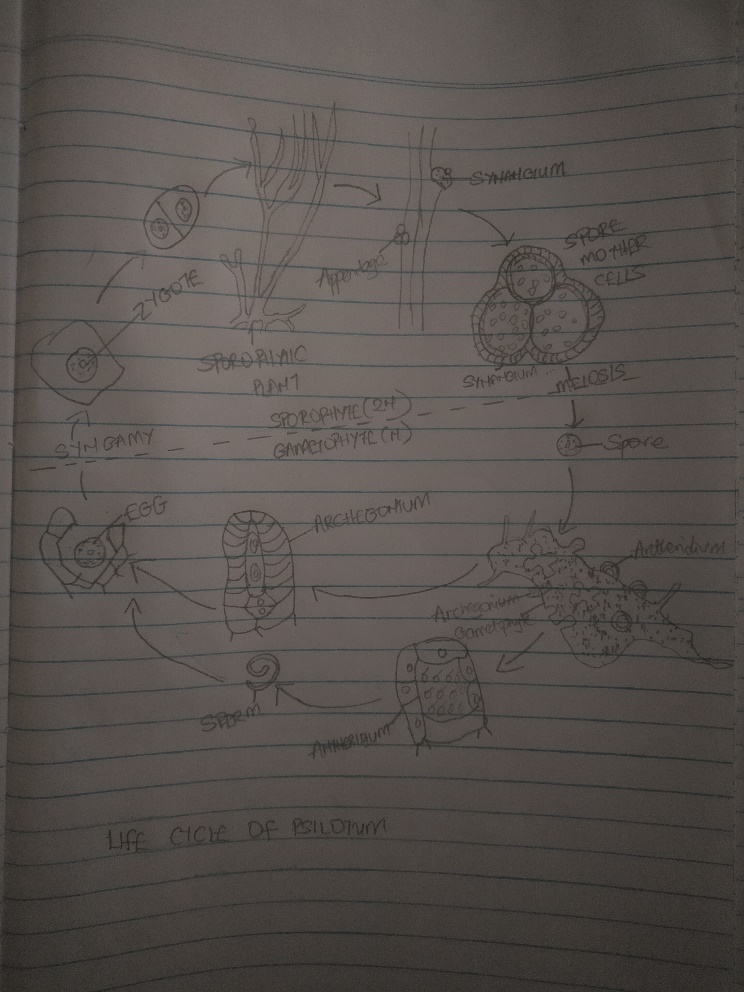 SYNANGIUM
SPORE
MOTHER
CELLS
Appendage
ZYGOTE
SPOROPHYTIC
PLANT
SYNANGIUM
MEIOSIS
SPOROPHYTE(2N)
GAMETOPHYTE(N)
Spore
SYNGAMY
EGG
ARCHEGONIUM
Antheridium
Archegonium
Gametophyte
SPERM
ANTHERIDIUM
LIFE CICLE OF PSILOTUM